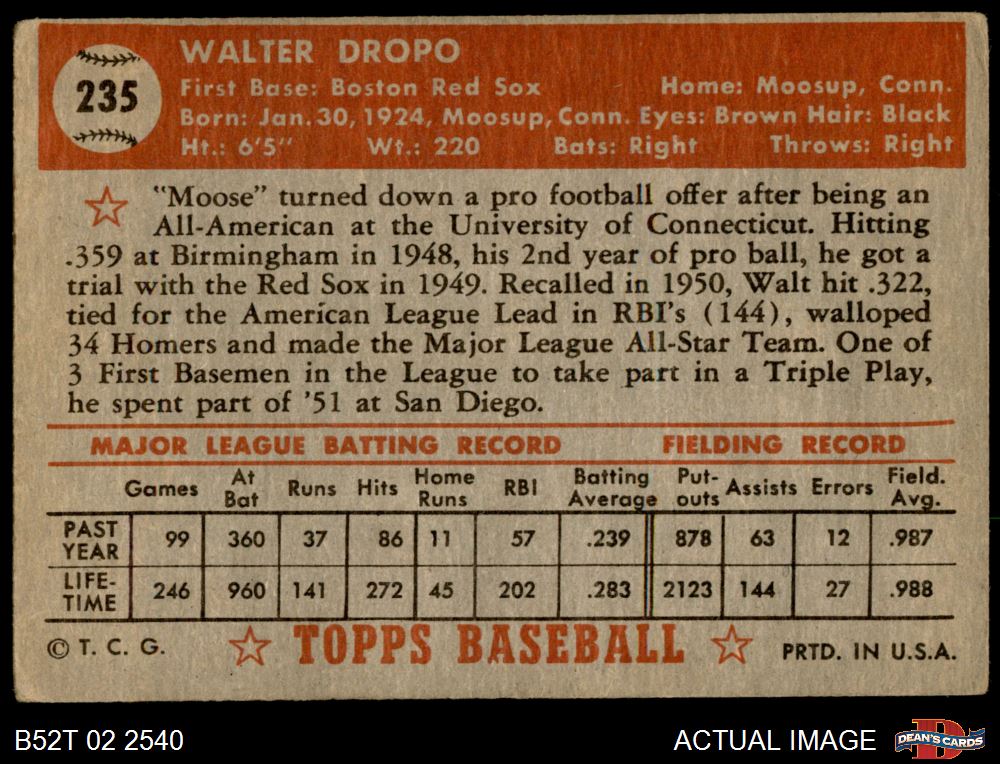 235
WALTER DROPO
First Base: Boston Red Sox Home: Moosup, Conn.
Born: Jan. 30, 1924, Moosup, Conn. Eyes: Brown Hair: Black
Ht.: 6'5" Wt.: 220 Bats: Right Throws: Right
"Moose" turned down a pro football offer after being an
All-American at the University of Connecticut. Hitting
.359 at Birmingham in 1948, his 2nd year of pro ball, he got a
trial with the Red Sox in 1949. Recalled in 1950, Walt hit .322,
tied for the American League Lead in RBI's (144), walloped
34 Homers and made the Major League All-Star Team. One of
3 First Basemen in the League to take part in a Triple Play,
he spent part of '51 at San Diego.
MAJOR LEAGUE BATTING RECORD FIELDING RECORD
Games At Bat Runs Hits Home Runs RBI Batting Average Put-outs Assists Errors Field. Avg.
PAST YEAR 99 360 37 86 11 57 .239 878 63 12 .987
LIFE-TIME 246 960 141 272 45 202 .283 2123 144 27 .988
© T. C. G. TOPPS BASEBALL PRTD. IN U.S.A.
B52T 02 2540 ACTUAL IMAGE DEAN'S CARDS